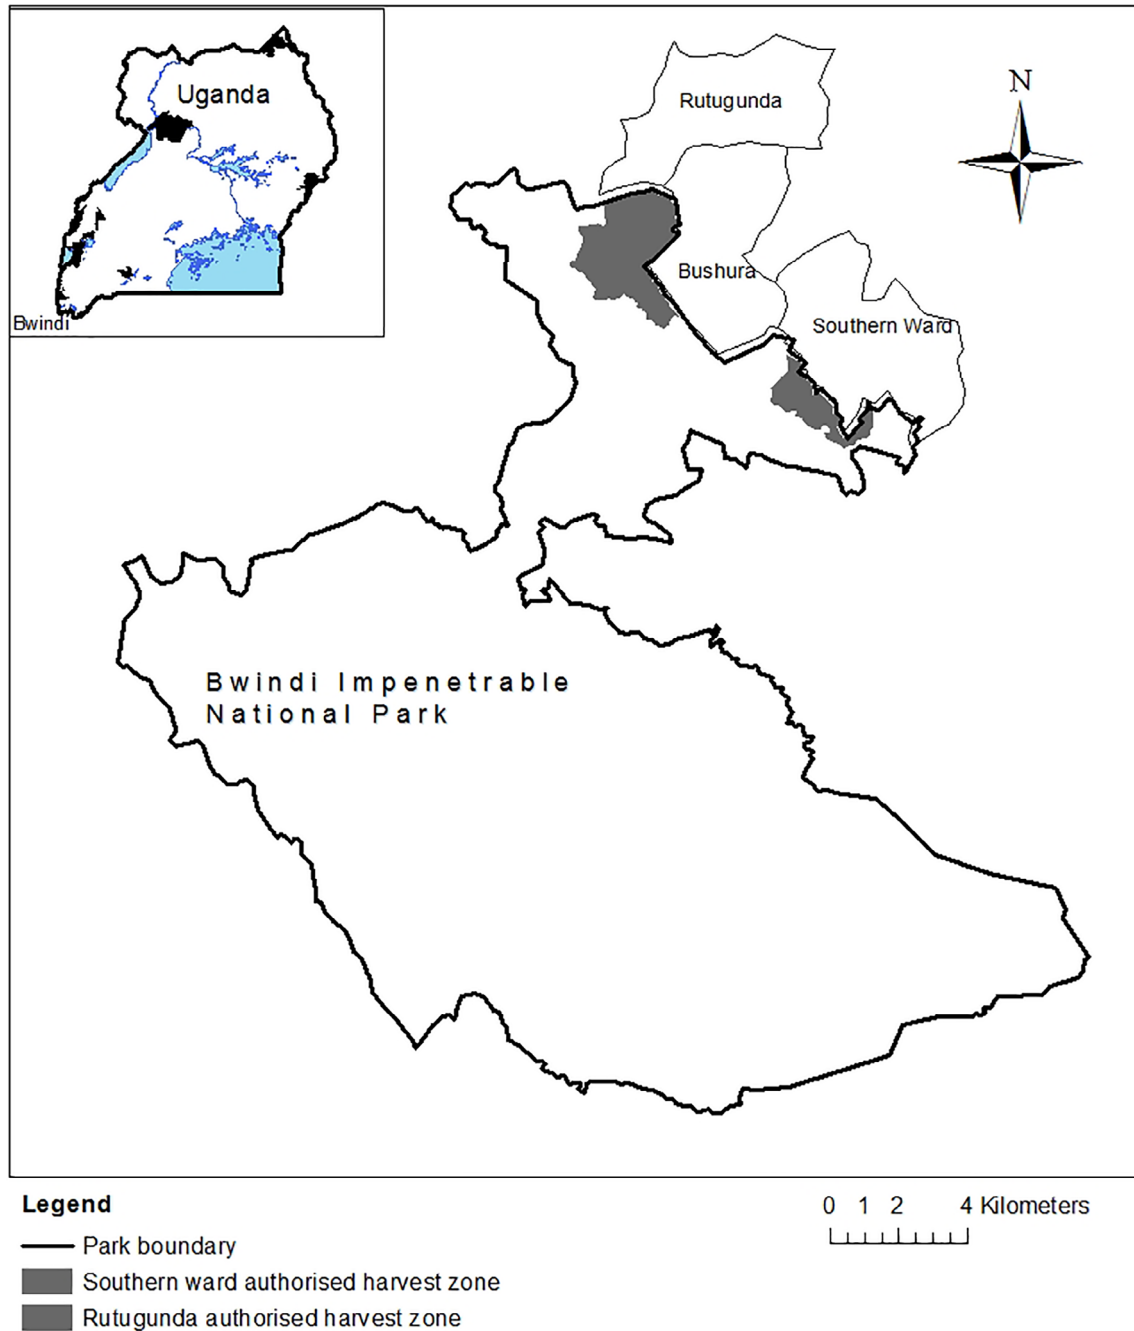 Uganda
Bwindi
Rutugunda
N
Bushura
Southern Ward
Bwindi Impenetrable
National Park
Legend
0 1 2 4 Kilometers
Park boundary
Southern ward authorised harvest zone
Rutugunda authorised harvest zone